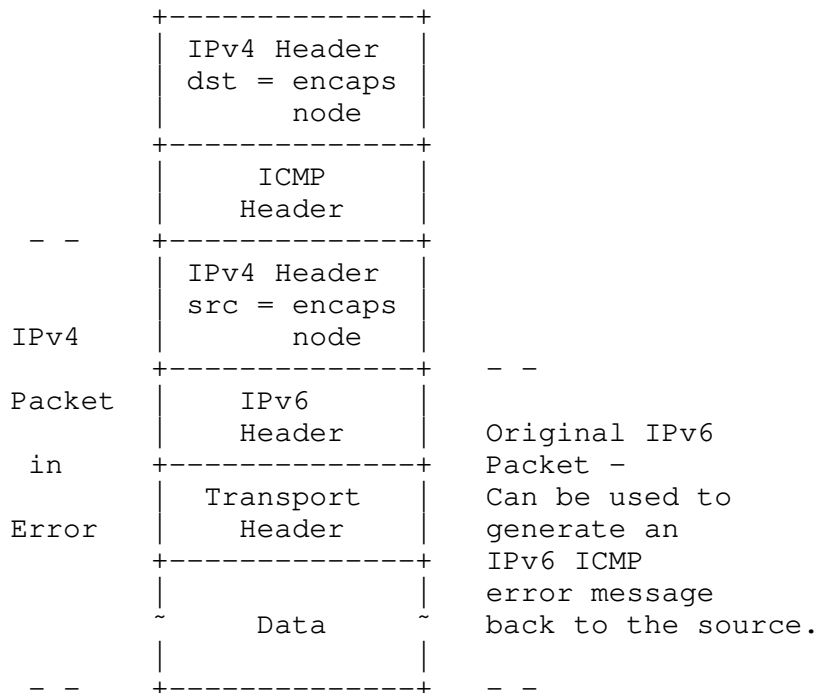 +--------------+
| IPv4 Header |
| dst = encaps |
| node |
+--------------+
| ICMP |
| Header |
- - +--------------+
| IPv4 Header |
| src = encaps |
IPv4 | node |
+--------------+ - -
Packet | IPv6 |
| Header | Original IPv6
in +--------------+ Packet -
| Transport | Can be used to
Error | Header | generate an
+--------------+ IPv6 ICMP
| | error message
~ Data ~ back to the source.
| |
- - +--------------+ - -